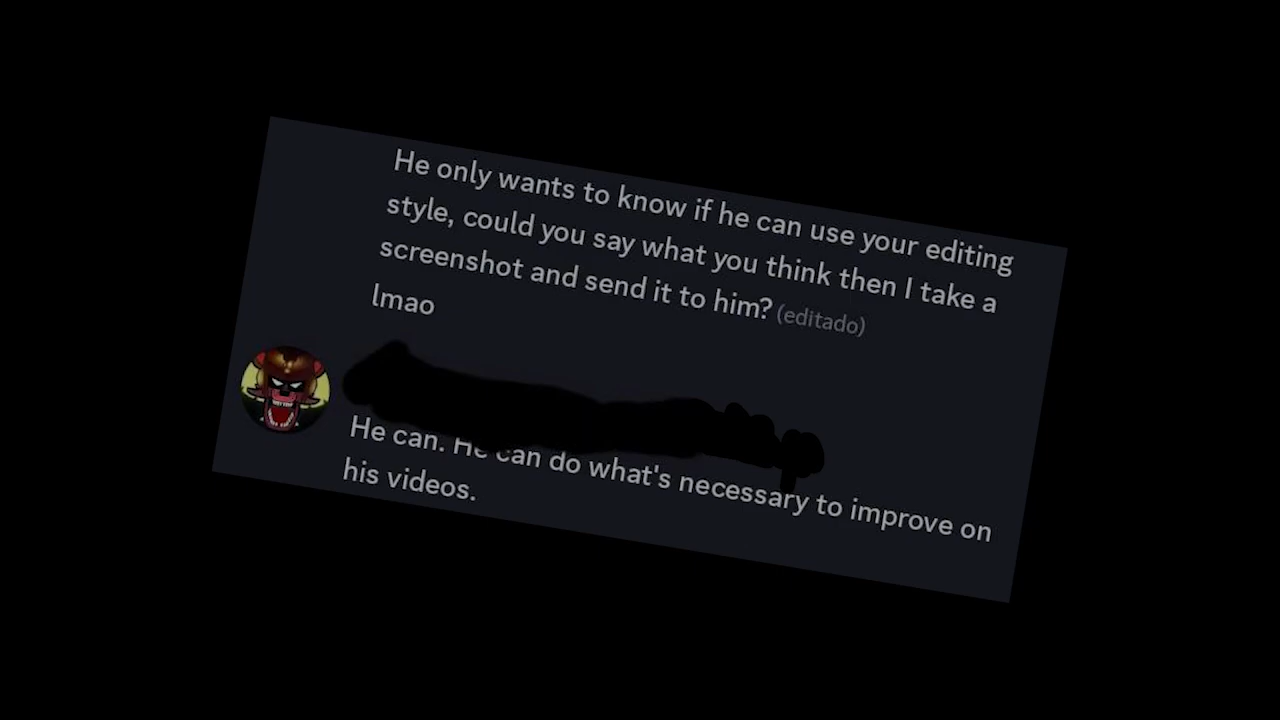 He only wants to know if he can use your editing
style, could you say what you think then I take a
screenshot and send it to him? (editado)
lmao
He can. He can do what's necessary to improve on
his videos.